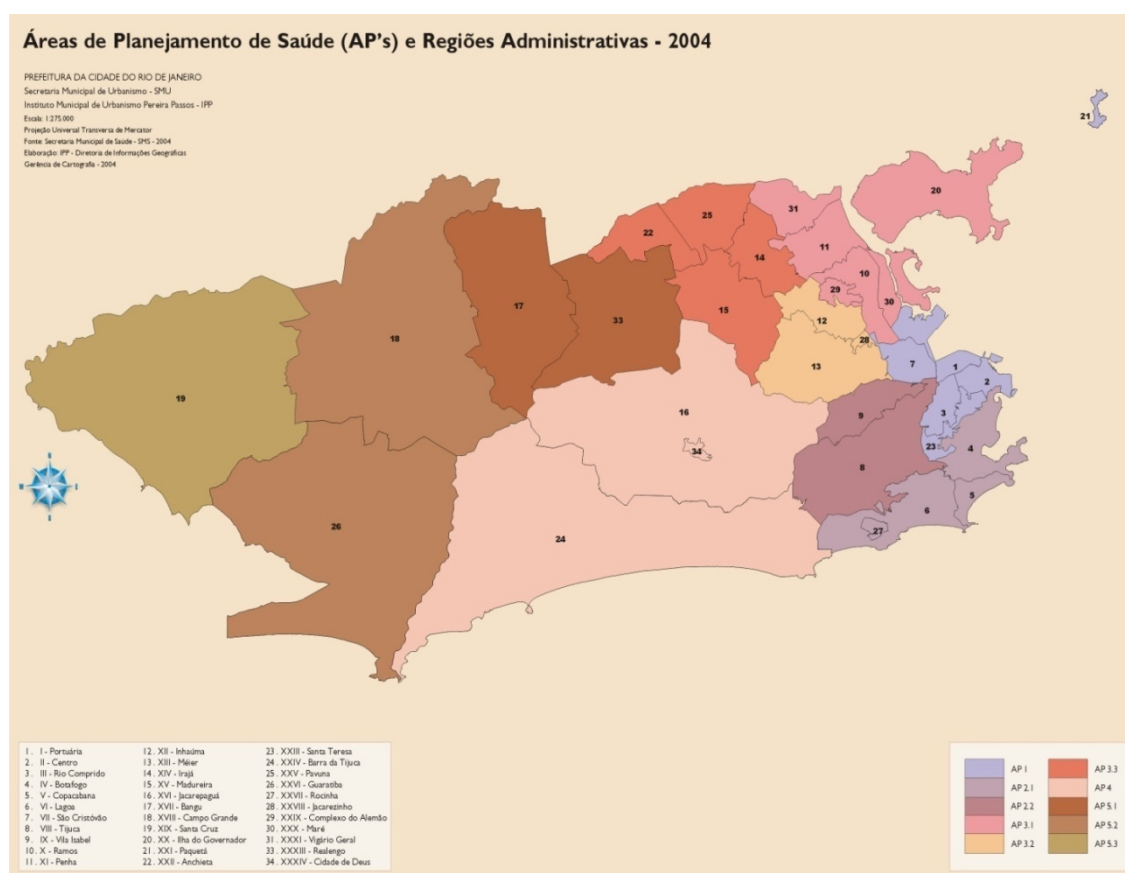 Áreas de Planejamento de Saúde (AP's) e Regiões Administrativas - 2004
PREFEITURA DA CIDADE DO RIO DE JANEIRO
Secretaria Municipal de Urbanismo - SMU
Instituto Municipal de Urbanismo Pereira Passos - IPP
Escala: 1:275.000
Projeção Universal Transversa de Mercator
Fonte: Secretaria Municipal de Saúde - SMS - 2004
Elaboração: IPP - Diretoria de Informações Geográficas
Gerência de Cartografia - 2004
21
20
31
25
22
11
14
10
29
30
17
15
33
12
28
18
7
1
13
2
19
16
9
3
23
4
34
8
5
6
26
27
24
1. I - Portuária
2. II - Centro
3. III - Rio Comprido
4. IV - Botafogo
5. V - Copacabana
6. VI - Lagoa
7. VII - São Cristóvão
8. VIII - Tijuca
9. IX - Vila Isabel
10. X - Ramos
11. XI - Penha
12. XII - Inhaúma
13. XIII - Méier
14. XIV - Irajá
15. XV - Madureira
16. XVI - Jacarepaguá
17. XVII - Bangu
18. XVIII - Campo Grande
19. XIX - Santa Cruz
20. XX - Ilha do Governador
21. XXI - Paquetá
22. XXII - Anchieta
23. XXIII - Santa Teresa
24. XXIV - Barra da Tijuca
25. XXV - Pavuna
26. XXVI - Guaratiba
27. XXVII - Rocinha
28. XXVIII - Jacarezinho
29. XXIX - Complexo do Alemão
30. XXX - Maré
31. XXXI - Vigário Geral
33. XXXIII - Realengo
34. XXXIV - Cidade de Deus
AP 1
AP 2.1
AP 2.2
AP 3.1
AP 3.2
AP 3.3
AP 4
AP 5.1
AP 5.2
AP 5.3